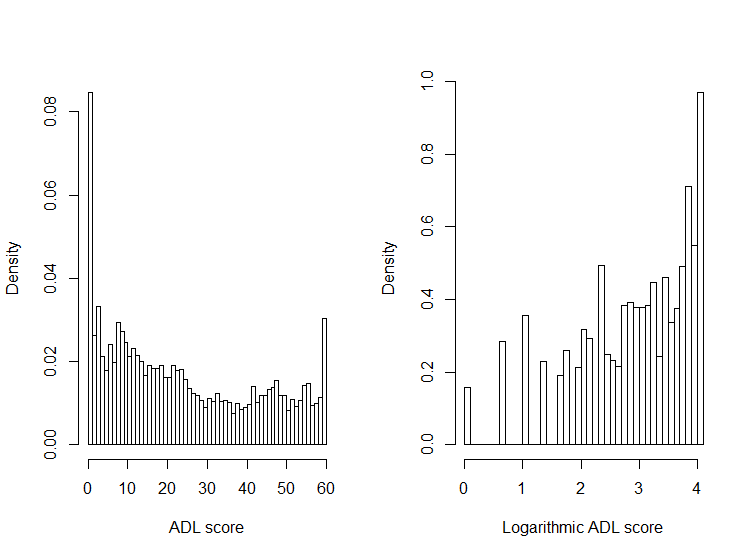 Density
0.00 0.02 0.04 0.06 0.08
0 10 20 30 40 50 60
ADL score
Density
0.0 0.2 0.4 0.6 0.8 1.0
0 1 2 3 4
Logarithmic ADL score